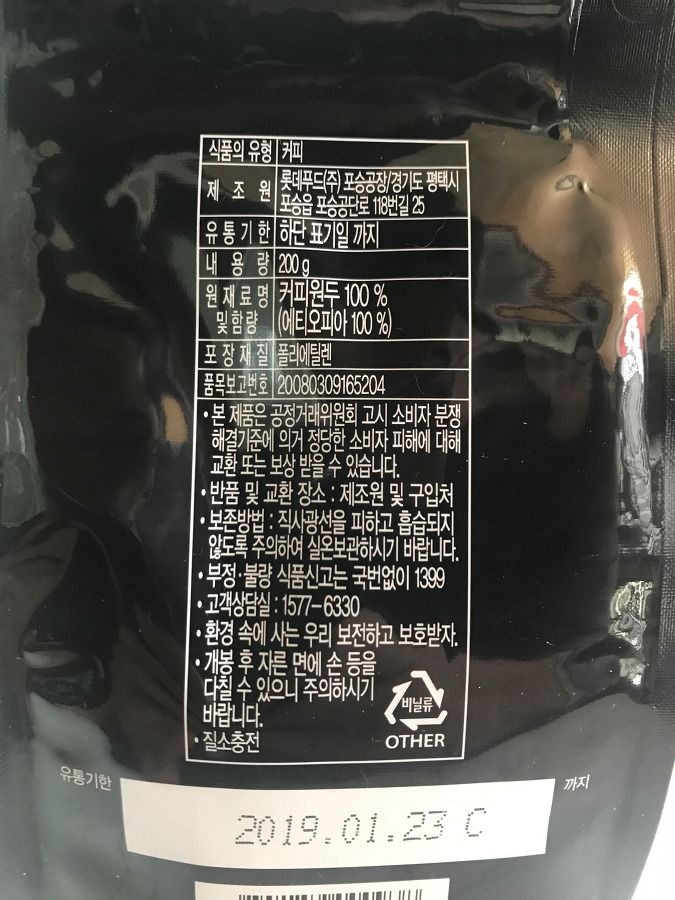 식품의 유형 커피
제 조 원 롯데푸드(주) 포승공장/경기도 평택시
포승읍 포승공단로 118번길 25
유통기한 하단 표기일 까지
내 용 량 200 g
원재료명 커피원두 100 %
및함량 (에티오피아 100 %)
포장재질 폴리에틸렌
품목보고번호 20080309165204
• 본 제품은 공정거래위원회 고시 소비자 분쟁
해결기준에 의거 정당한 소비자 피해에 대해
교환 또는 보상 받을 수 있습니다.
• 반품 및 교환 장소 : 제조원 및 구입처
• 보존방법 : 직사광선을 피하고 흡습되지
않도록 주의하여 실온보관하시기 바랍니다.
• 부정·불량 식품신고는 국번없이 1399
• 고객상담실 : 1577-6330
• 환경 속에 사는 우리 보전하고 보호받자.
• 개봉 후 자른 면에 손 등을
다칠 수 있으니 주의하시기
바랍니다.
비닐류
• 질소충전
OTHER
유통기한 까지
2019.01.23 C